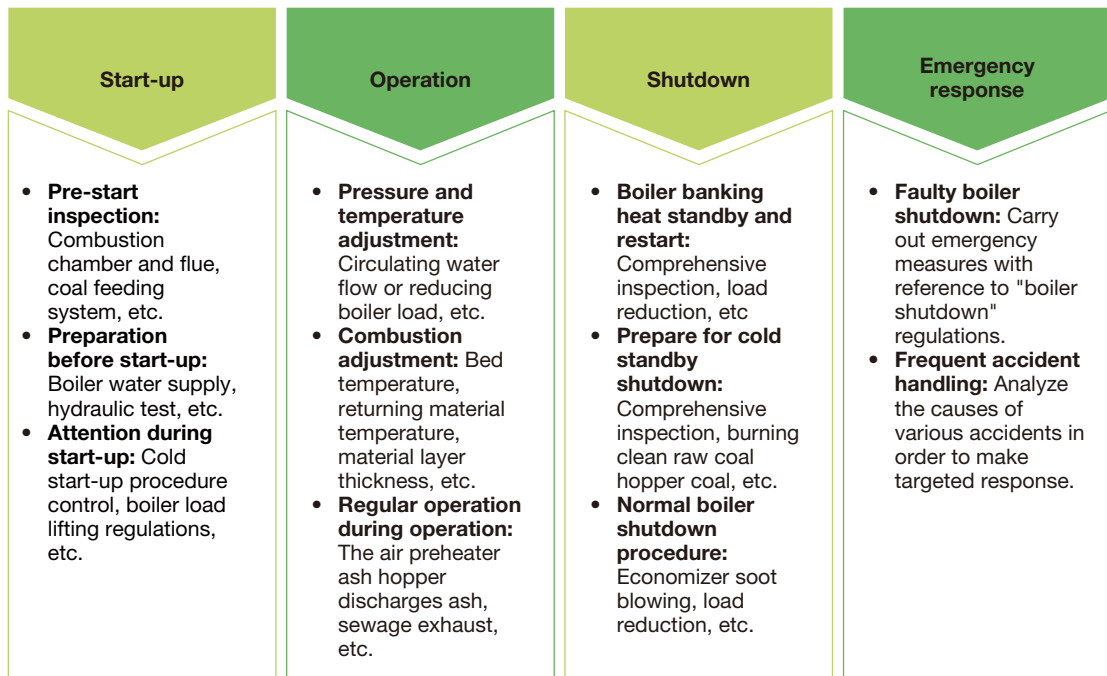 Start-up
• Pre-start
inspection:
Combustion
chamber and flue,
coal feeding
system, etc.
• Preparation
before start-up:
Boiler water supply,
hydraulic test, etc.
• Attention during
start-up: Cold
start-up procedure
control, boiler load
lifting regulations,
etc.
Operation
• Pressure and
temperature
adjustment:
Circulating water
flow or reducing
boiler load, etc.
• Combustion
adjustment: Bed
temperature,
returning material
temperature,
material layer
thickness, etc.
• Regular operation
during operation:
The air preheater
ash hopper
discharges ash,
sewage exhaust,
etc.
Shutdown
• Boiler banking
heat standby and
restart:
Comprehensive
inspection, load
reduction, etc
• Prepare for cold
standby
shutdown:
Comprehensive
inspection, burning
clean raw coal
hopper coal, etc.
• Normal boiler
shutdown
procedure:
Economizer soot
blowing, load
reduction, etc.
Emergency
response
• Faulty boiler
shutdown: Carry
out emergency
measures with
reference to "boiler
shutdown"
regulations.
• Frequent accident
handling: Analyze
the causes of
various accidents in
order to make
targeted response.